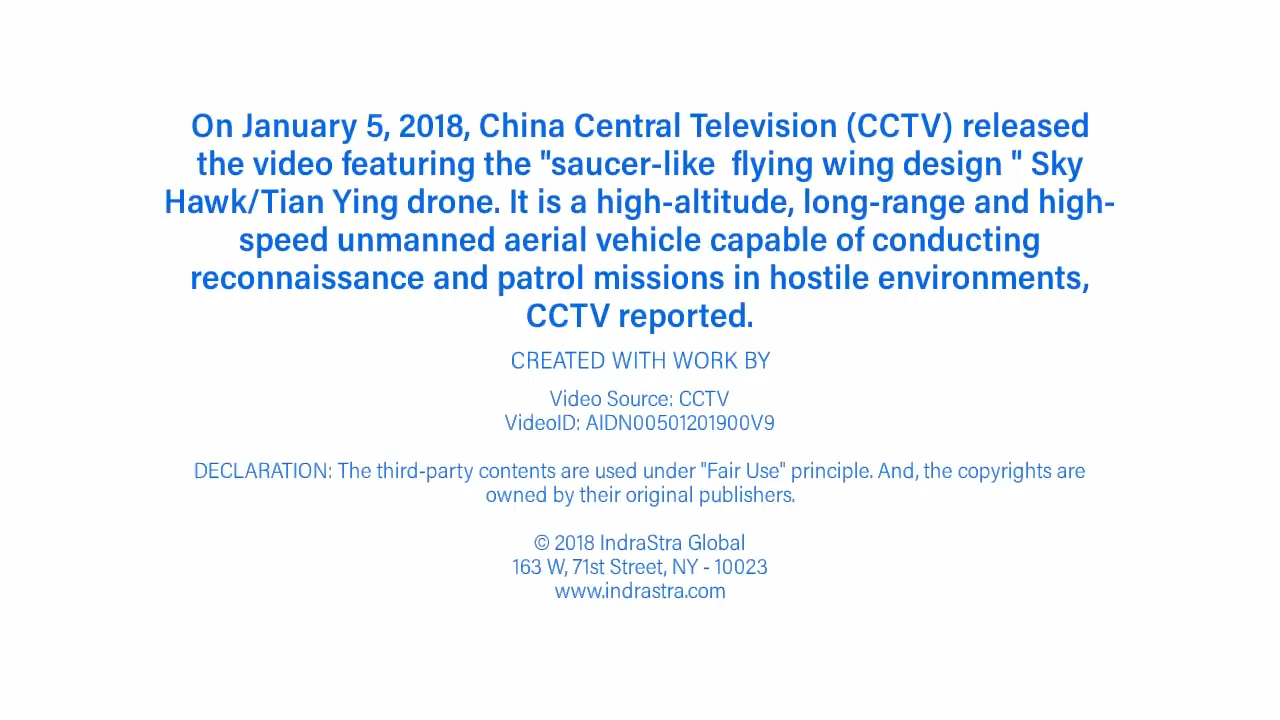 On January 5, 2018, China Central Television (CCTV) released
the video featuring the "saucer-like  flying wing design " Sky
Hawk/Tian Ying drone. It is a high-altitude, long-range and high-
speed unmanned aerial vehicle capable of conducting
reconnaissance and patrol missions in hostile environments,
CCTV reported.
CREATED WITH WORK BY
Video Source: CCTV
VideoID: AIDN00501201900V9
DECLARATION: The third-party contents are used under "Fair Use" principle. And, the copyrights are
owned by their original publishers.
© 2018 IndraStra Global
163 W, 71st Street, NY - 10023
www.indrastra.com